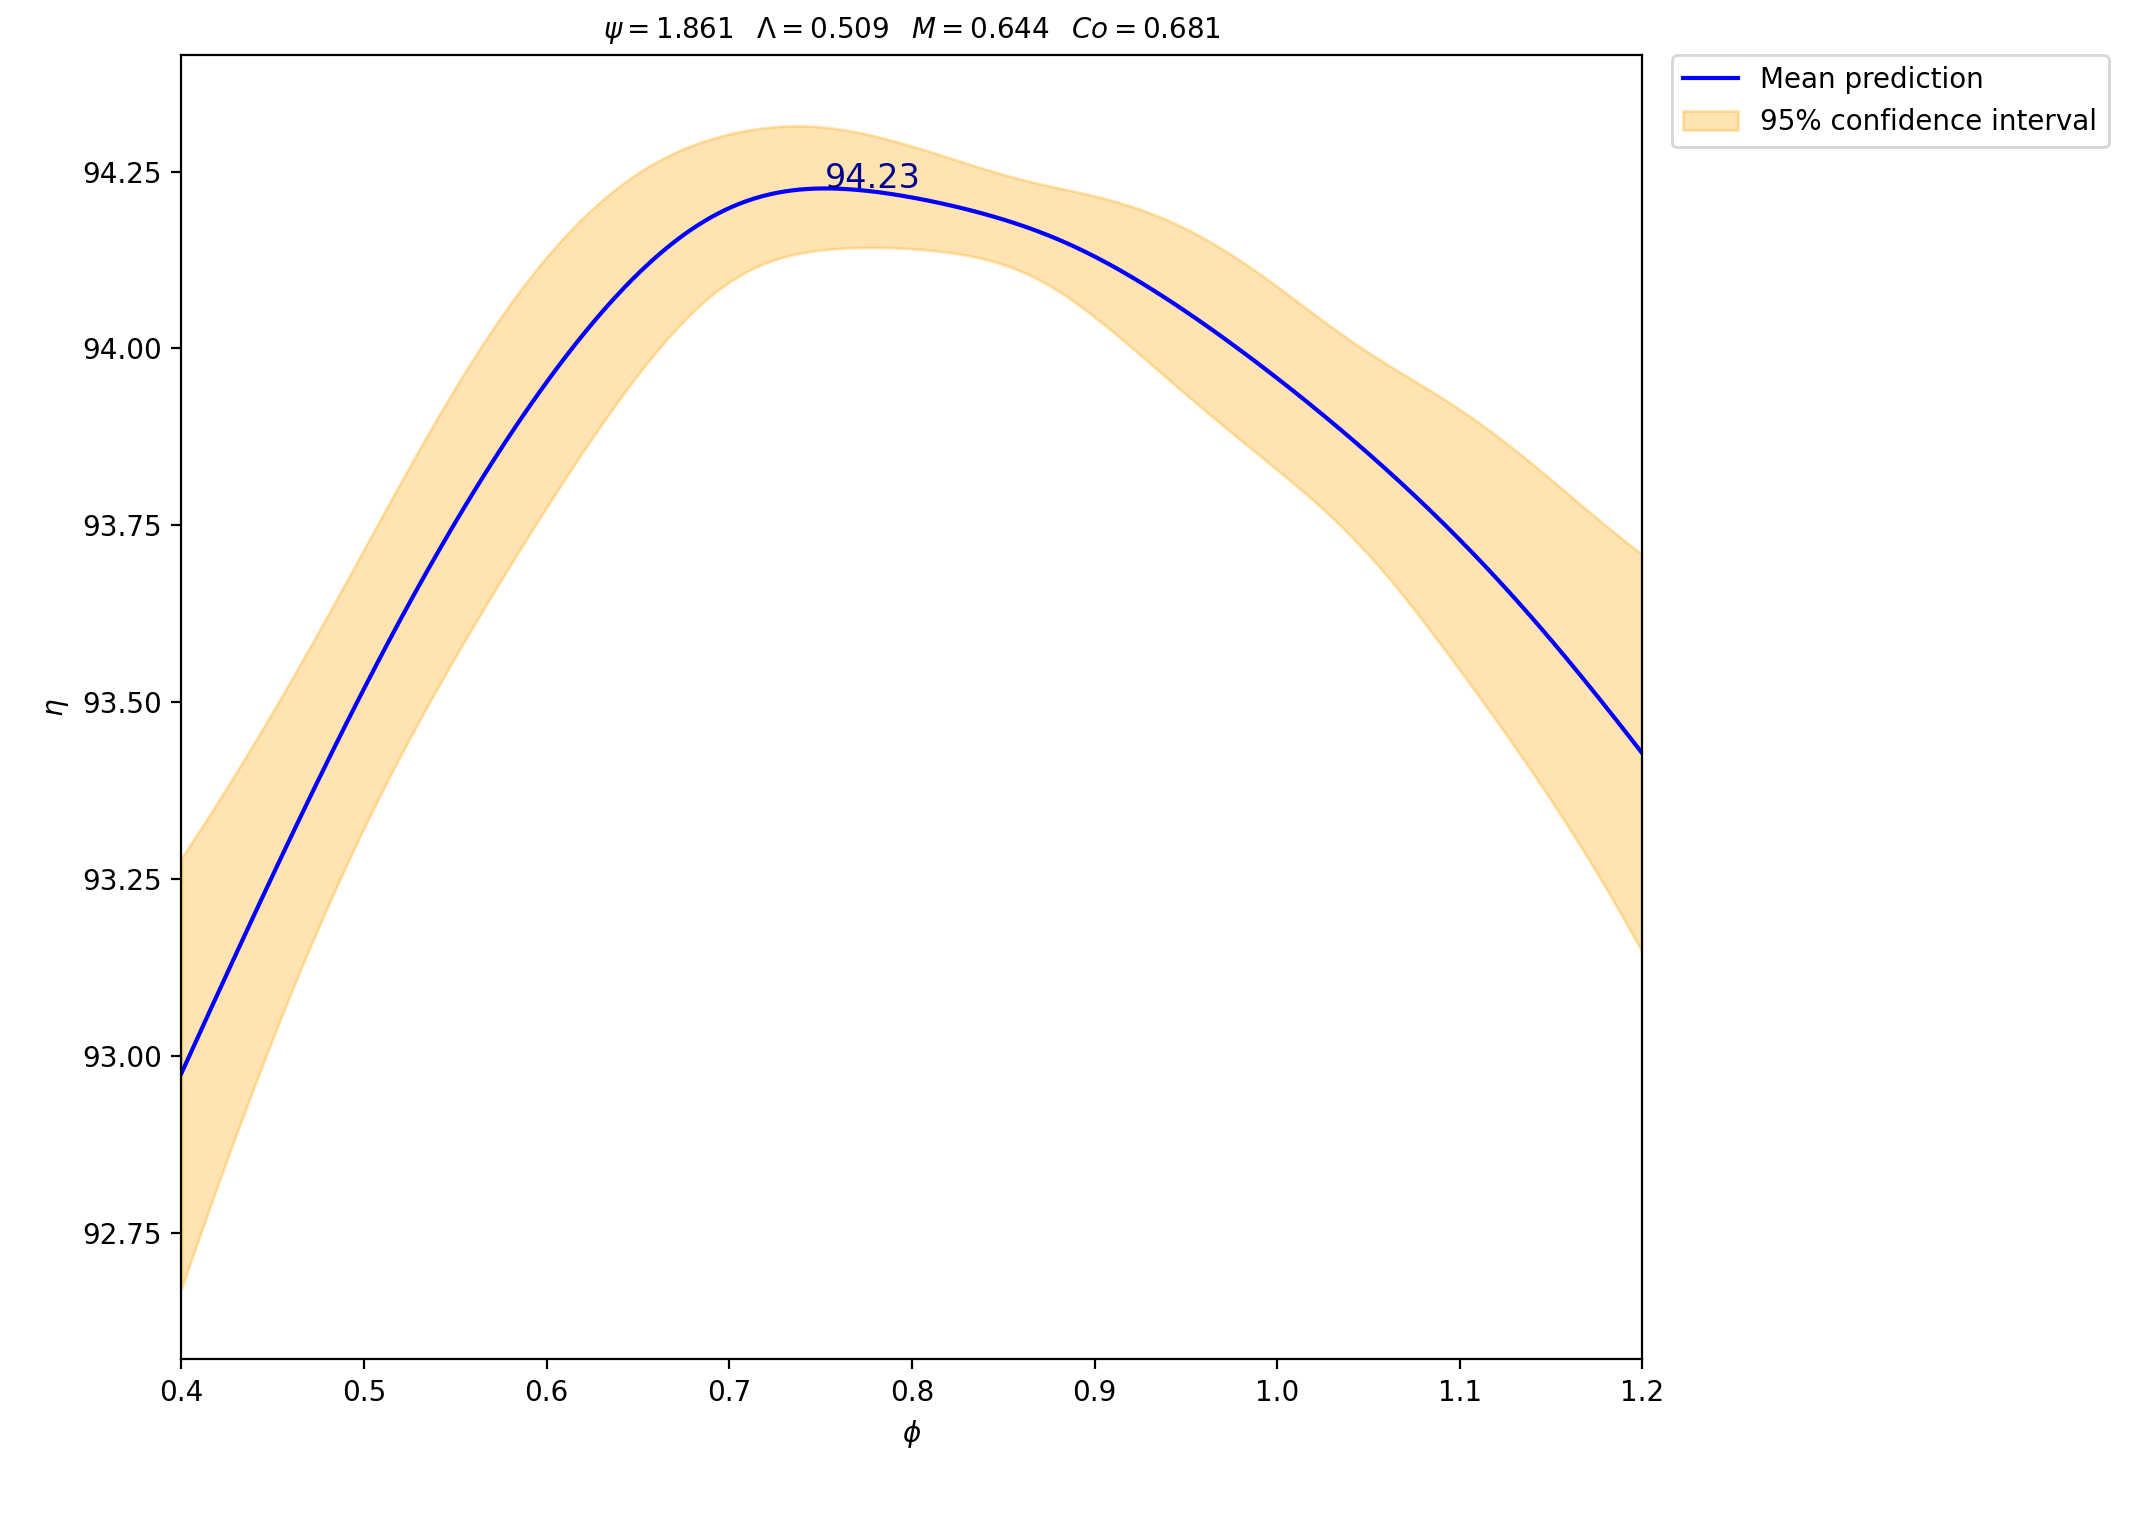 ψ = 1.861 Λ = 0.509 M = 0.644 Co = 0.681
Mean prediction
95% confidence interval
94.23
94.25
94.00
93.75
93.50
93.25
93.00
92.75
η
0.4 0.5 0.6 0.7 0.8 0.9 1.0 1.1 1.2
ϕ